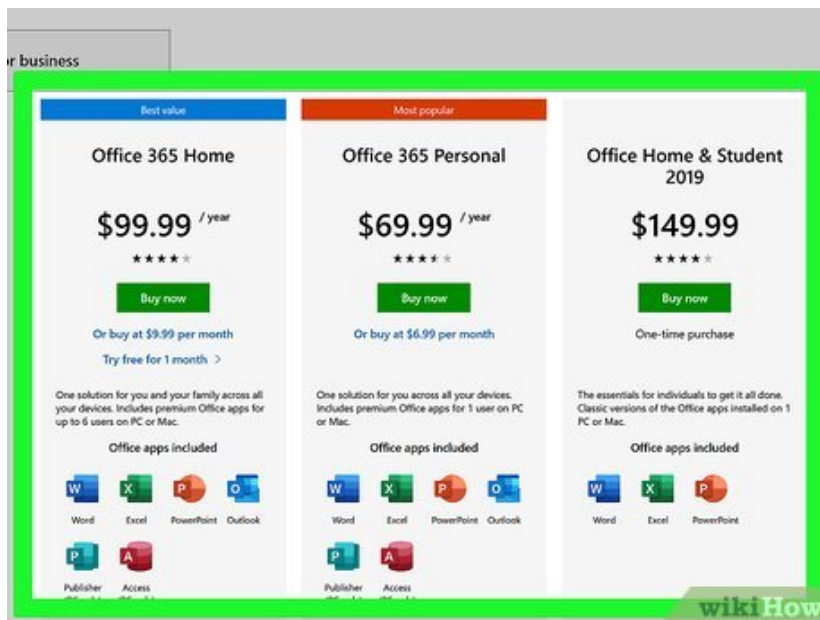 or business
Best value
Office 365 Home
$99.99 / year
Buy now
Or buy at $9.99 per month
Try free for 1 month >
One solution for you and your family across all
your devices. Includes premium Office apps for
up to 6 users on PC or Mac.
Office apps included
W X P O
Word Excel PowerPoint Outlook
P A
Publisher Access
Most popular
Office 365 Personal
$69.99 / year
Buy now
Or buy at $6.99 per month
One solution for you across all your devices.
Includes premium Office apps for 1 user on PC
or Mac.
Office apps included
W X P O
Word Excel PowerPoint Outlook
P A
Publisher Access
Office Home & Student
2019
$149.99
Buy now
One-time purchase
The essentials for individuals to get it all done.
Classic versions of the Office apps installed on 1
PC or Mac.
Office apps included
W X P
Word Excel PowerPoint
wikiHow